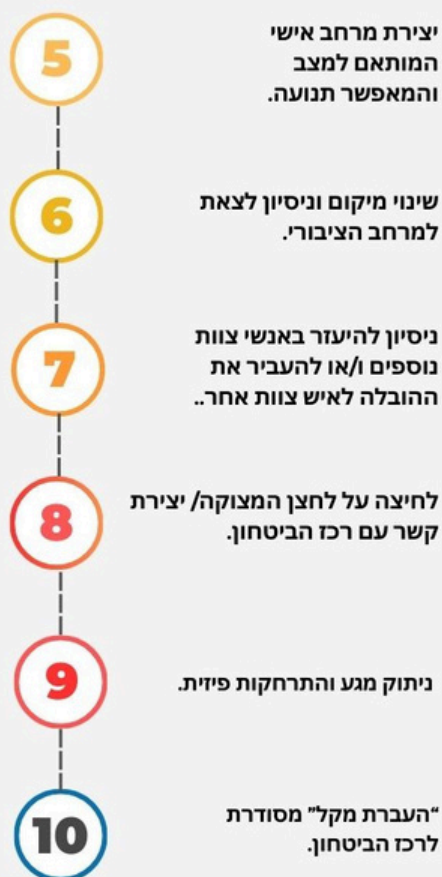 5
יצירת מרחב אישי
המותאם למצב
והמאפשר תנועה.
6
שינוי מיקום וניסיון לצאת
למרחב הציבורי.
7
ניסיון להיעזר באנשי צוות
נוספים ו/או להעביר את
ההובלה לאיש צוות אחר..
8
לחיצה על לחצן המצוקה/ יצירת
קשר עם רכז הביטחון.
9
ניתוק מגע והתרחקות פיזית.
10
“העברת מקל” מסודרת
לרכז הביטחון.